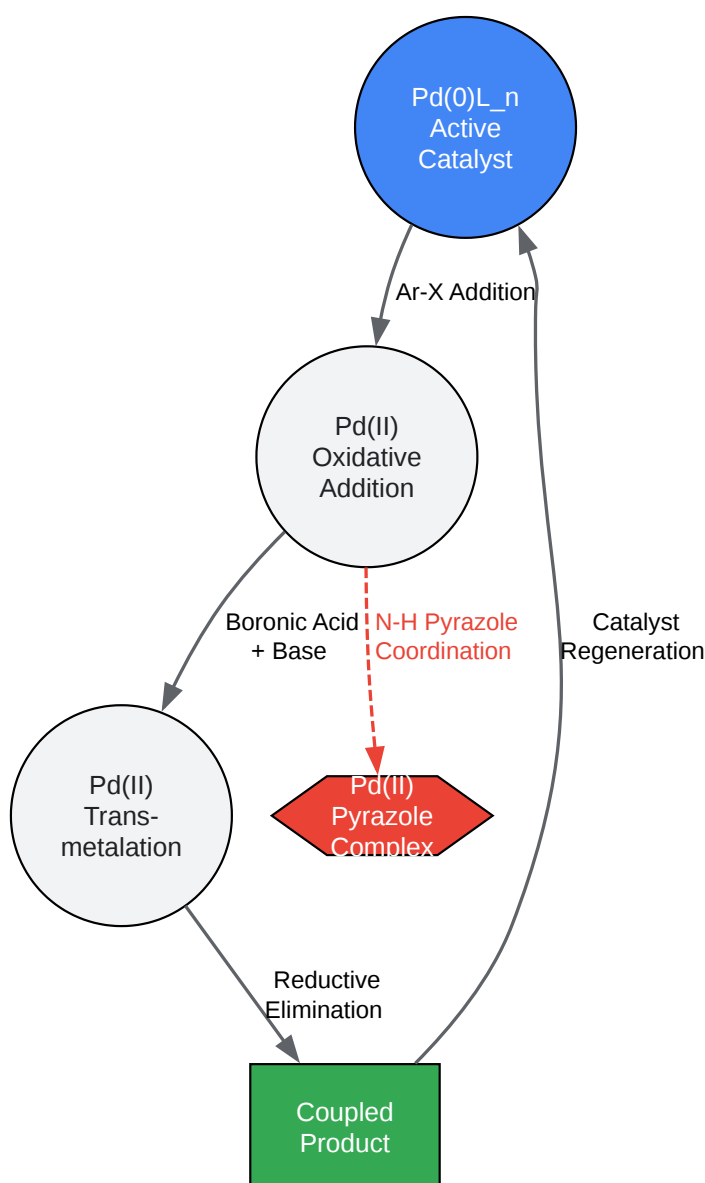 Pd(0)L_n
Active
Catalyst
Ar-X Addition
Pd(II)
Oxidative
Addition
Boronic Acid
+ Base
N-H Pyrazole
Coordination
Catalyst
Regeneration
Pd(II)
Trans-
metalation
Pd(II)
Pyrazole
Complex
Reductive
Elimination
Coupled
Product